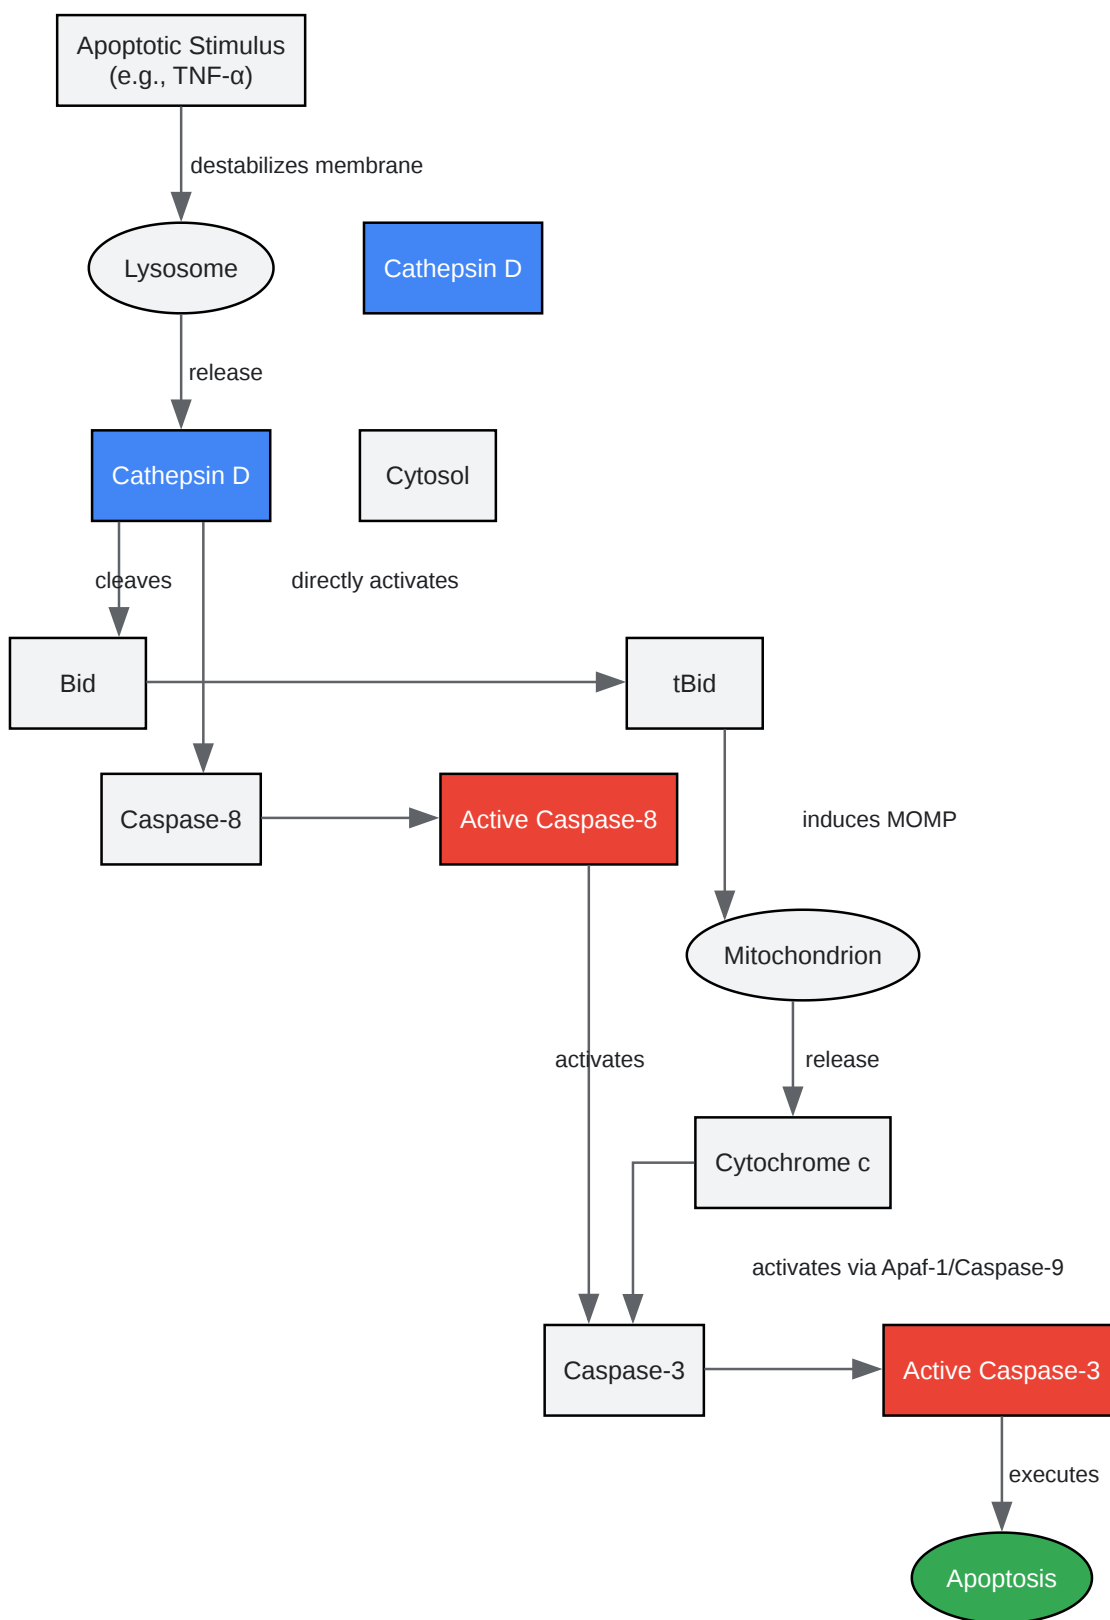 Apoptotic Stimulus
(e.g., TNF-α)
destabilizes membrane
Lysosome
Cathepsin D
release
Cathepsin D
Cytosol
cleaves
directly activates
Bid
tBid
Caspase-8
Active Caspase-8
induces MOMP
Mitochondrion
activates
release
Cytochrome c
activates via Apaf-1/Caspase-9
Caspase-3
Active Caspase-3
executes
Apoptosis